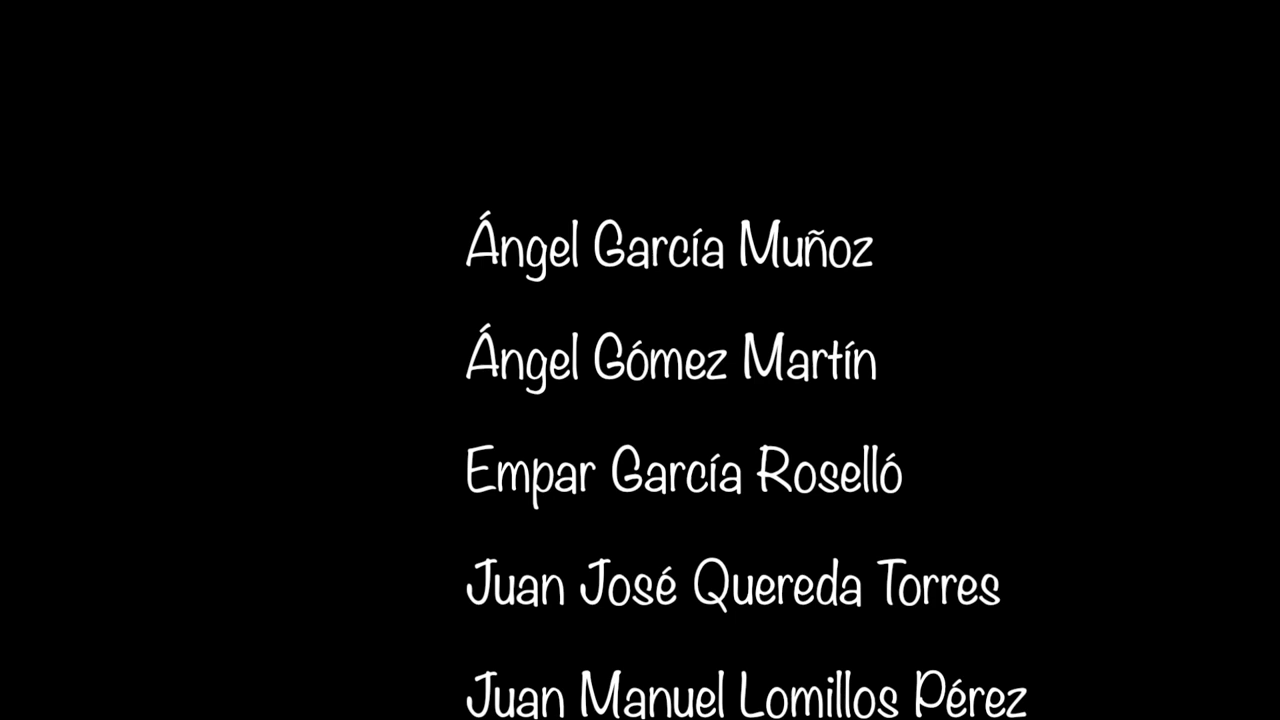 Ángel García Muñoz
Ángel Gómez Martín
Empar García Roselló
Juan José Quereda Torres
Juan Manuel Lomillos Pérez